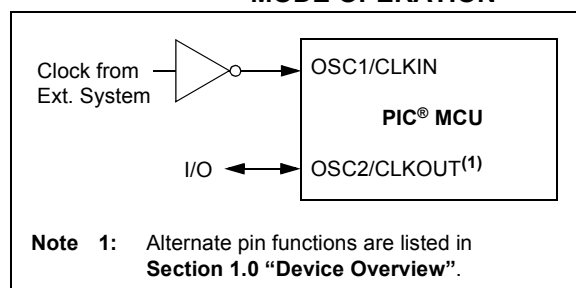 MODE OPERATION
Clock from
Ext. System
OSC1/CLKIN
PIC® MCU
I/O
OSC2/CLKOUT(1)
Note 1: Alternate pin functions are listed in
Section 1.0 “Device Overview”.